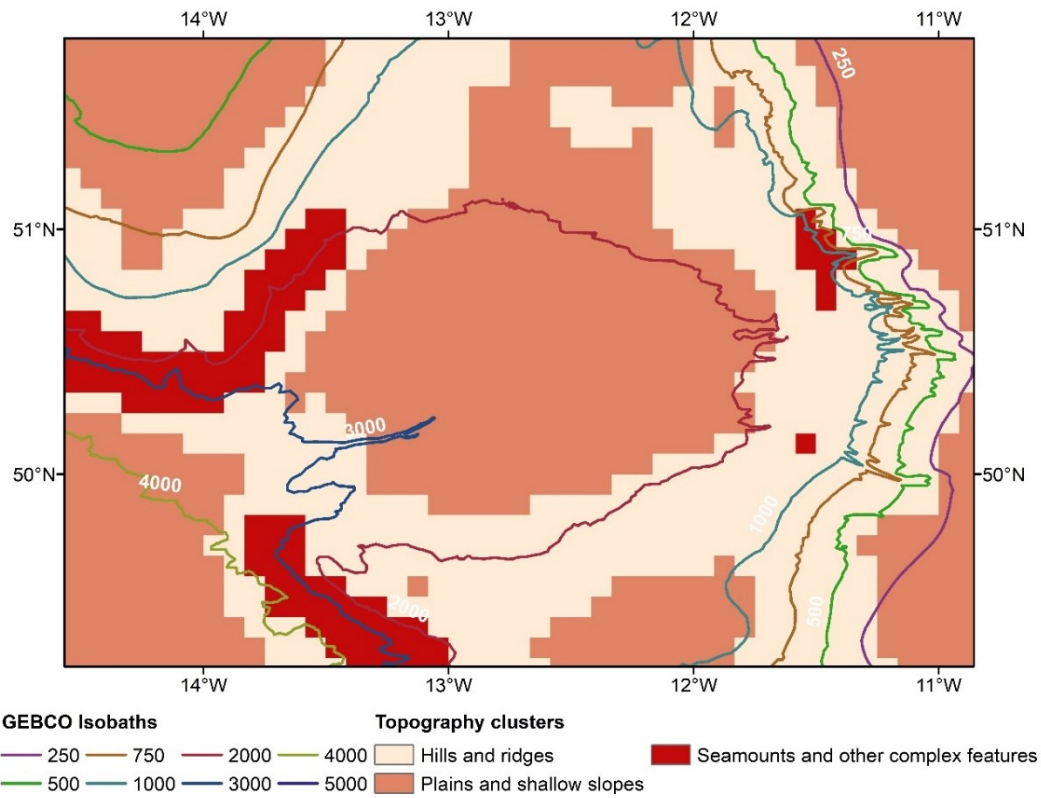 14°W 13°W 12°W 11°W
250
51°N 750 51°N
3000
50°N 4000 50°N
1000
2000 500
14°W 13°W 12°W 11°W
GEBCO Isobaths Topography clusters
250 750 2000 4000 Hills and ridges Seamounts and other complex features
500 1000 3000 5000 Plains and shallow slopes